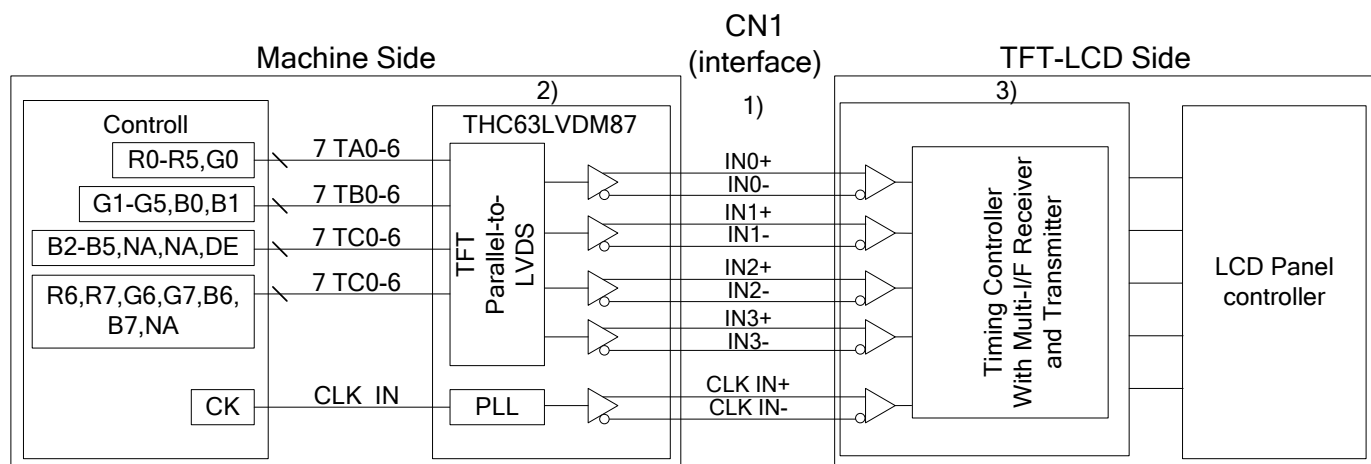 CN1
(interface)
1)
Machine Side
TFT-LCD Side
2)
3)
Controll
THC63LVDM87
R0-R5,G0
7 TA0-6
G1-G5,B0,B1
7 TB0-6
B2-B5,NA,NA,DE
7 TC0-6
R6,R7,G6,G7,B6,
B7,NA
7 TC0-6
CK
CLK IN
TFT
Parallel-to-
LVDS
PLL
IN0+
IN0-
IN1+
IN1-
IN2+
IN2-
IN3+
IN3-
CLK IN+
CLK IN-
Timing Controller
With Multi-I/F Receiver
and Transmitter
LCD Panel
controller